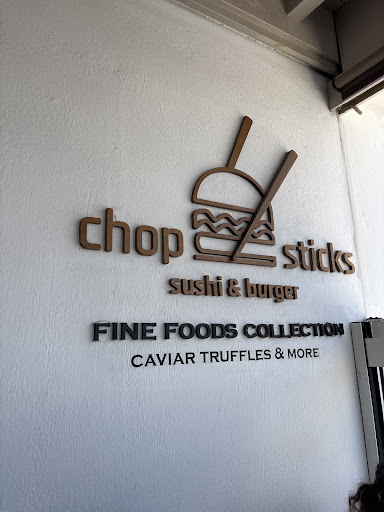 chop sticks
sushi & burger
FINE FOODS COLLECTION
CAVIAR TRUFFLES & MORE